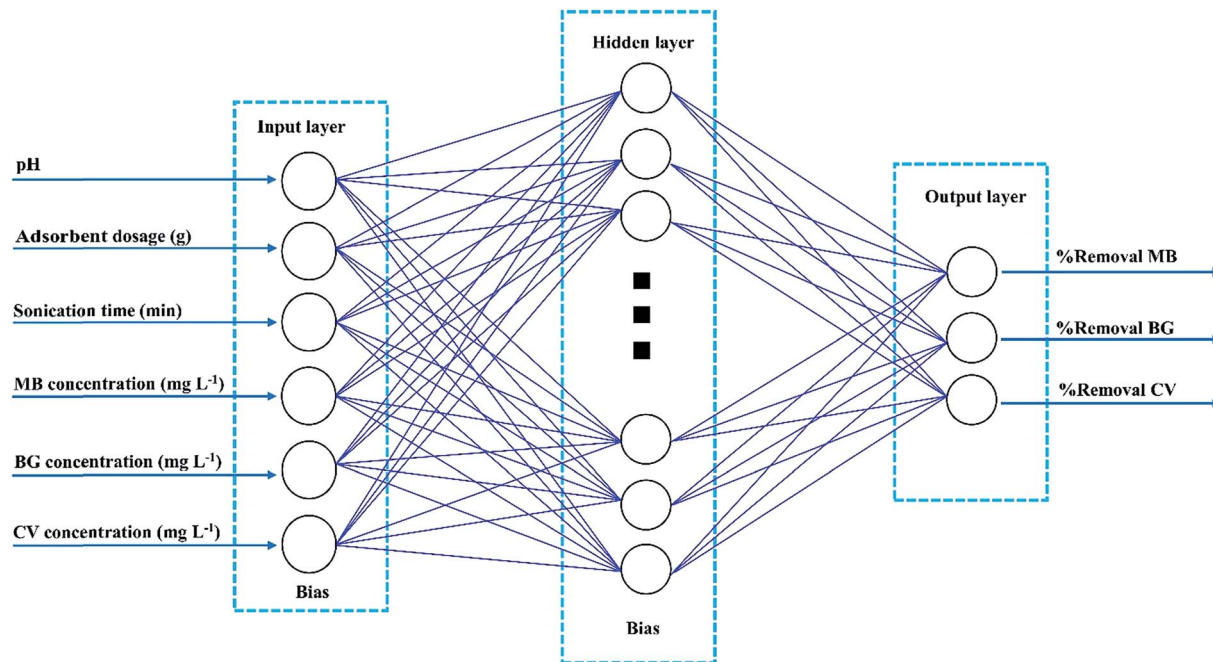 Hidden layer
Input layer
pH
Adsorbent dosage (g)
Sonication time (min)
MB concentration (mg L⁻¹)
BG concentration (mg L⁻¹)
CV concentration (mg L⁻¹)
Bias
Bias
Output layer
%Removal MB
%Removal BG
%Removal CV